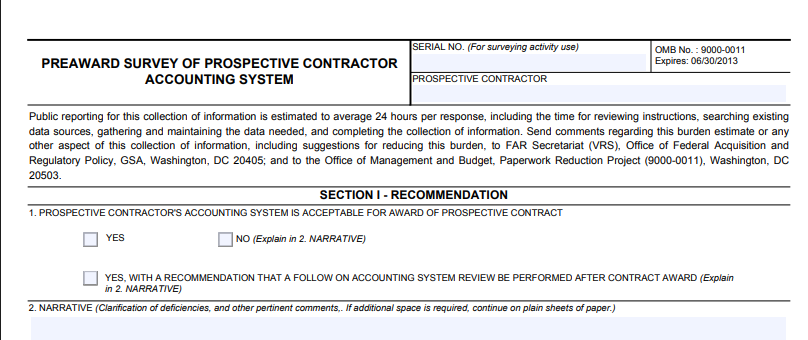 PREAWARD SURVEY OF PROSPECTIVE CONTRACTOR
ACCOUNTING SYSTEM
SERIAL NO. (For surveying activity use)
OMB No. : 9000-0011
Expires: 06/30/2013
PROSPECTIVE CONTRACTOR
Public reporting for this collection of information is estimated to average 24 hours per response, including the time for reviewing instructions, searching existing
data sources, gathering and maintaining the data needed, and completing the collection of information. Send comments regarding this burden estimate or any
other aspect of this collection of information, including suggestions for reducing this burden, to FAR Secretariat (VRS), Office of Federal Acquisition and
Regulatory Policy, GSA, Washington, DC 20405; and to the Office of Management and Budget, Paperwork Reduction Project (9000-0011), Washington, DC
20503.
SECTION I - RECOMMENDATION
1. PROSPECTIVE CONTRACTOR'S ACCOUNTING SYSTEM IS ACCEPTABLE FOR AWARD OF PROSPECTIVE CONTRACT
YES
NO (Explain in 2. NARRATIVE)
YES, WITH A RECOMMENDATION THAT A FOLLOW ON ACCOUNTING SYSTEM REVIEW BE PERFORMED AFTER CONTRACT AWARD (Explain
in 2. NARRATIVE)
2. NARRATIVE (Clarification of deficiencies, and other pertinent comments,. If additional space is required, continue on plain sheets of paper.)